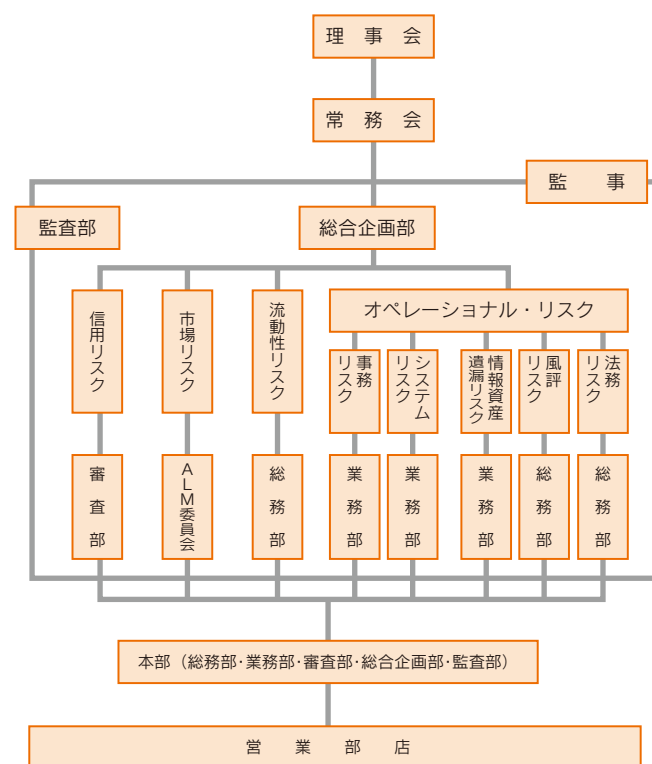 理事会
常務会
監事
監査部
総合企画部
信用リスク
市場リスク
流動性リスク
オペレーショナル・リスク
事務
リスク
システム
リスク
情報資産
遺漏リスク
風評
リスク
法務
リスク
審査部
ALM委員会
総務部
業務部
業務部
業務部
総務部
総務部
本部（総務部･業務部･審査部･総合企画部･監査部）
営業部店